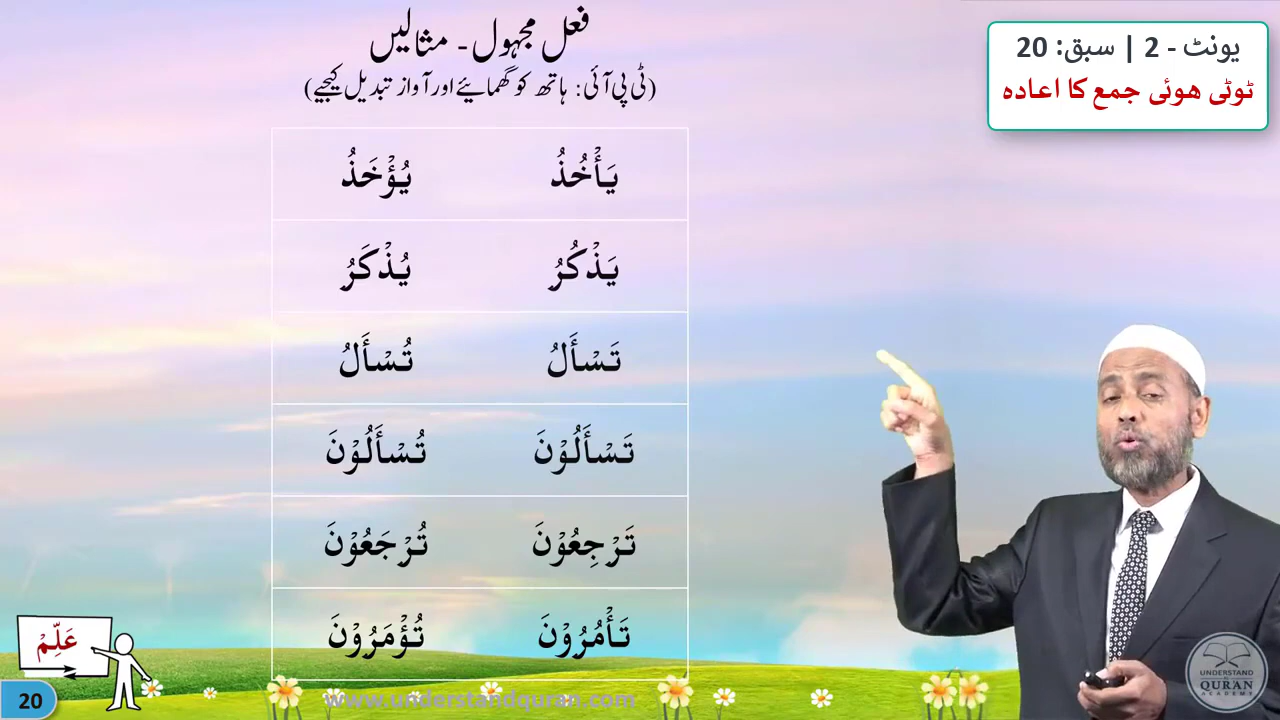 فعل مجہول - مثالیں
(ٹی پی آئی: ہاتھ کو گھمائیے اور آواز تبدیل کیجیے)
یونٹ - 2 | سبق: 20
ٹوٹی ھوئی جمع کا اعادہ
يَأْخُذُ يُؤْخَذُ
يَذْكُرُ يُذْكَرُ
تَسْأَلُ تُسْأَلُ
تَسْأَلُوْنَ تُسْأَلُوْنَ
تَرْجِعُوْنَ تُرْجَعُوْنَ
تَأْمُرُوْنَ تُؤْمَرُوْنَ
عَلِّمْ
20
www.understandquran.com
UNDERSTAND
QURAN
ACADEMY